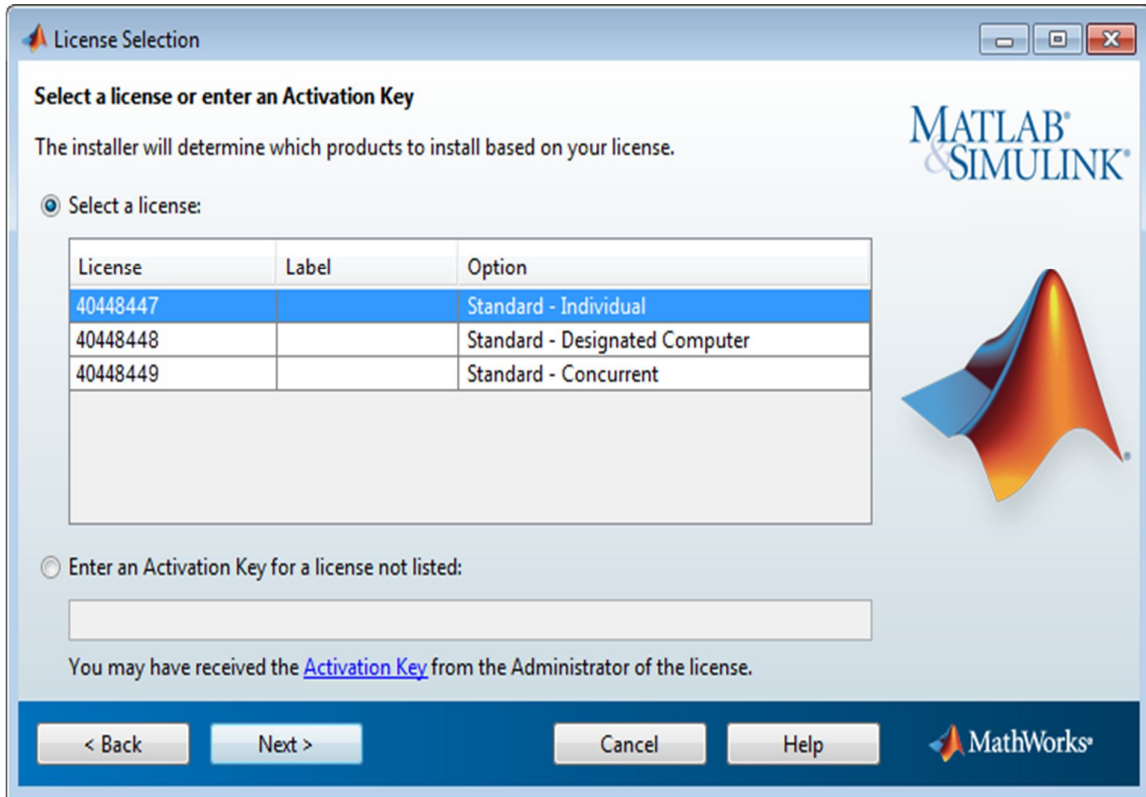 License Selection
Select a license or enter an Activation Key
The installer will determine which products to install based on your license.
MATLAB®
&SIMULINK®
Select a license:
License Label Option
40448447 Standard - Individual
40448448 Standard - Designated Computer
40448449 Standard - Concurrent
®
Enter an Activation Key for a license not listed:
You may have received the Activation Key from the Administrator of the license.
< Back Next > Cancel Help MathWorks®